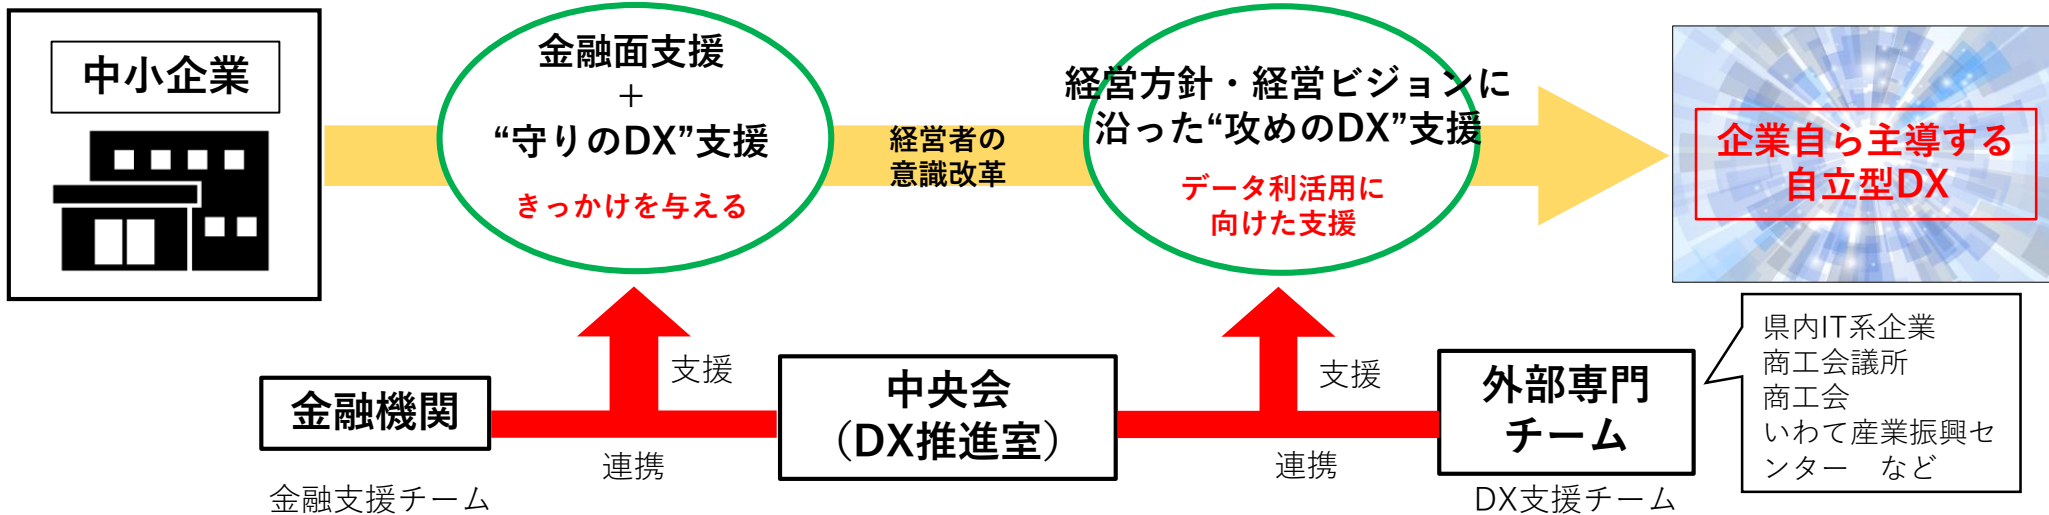 中小企業
金融面支援
+
“守りのDX”支援
きっかけを与える
経営者の
意識改革
経営方針・経営ビジョンに
沿った“攻めのDX”支援
データ利活用に
向けた支援
企業自ら主導する
自立型DX
支援
金融機関
連携
金融支援チーム
中央会
（DX推進室）
支援
連携
外部専門
チーム
DX支援チーム
県内IT系企業
商工会議所
商工会
いわて産業振興セ
ンター　など